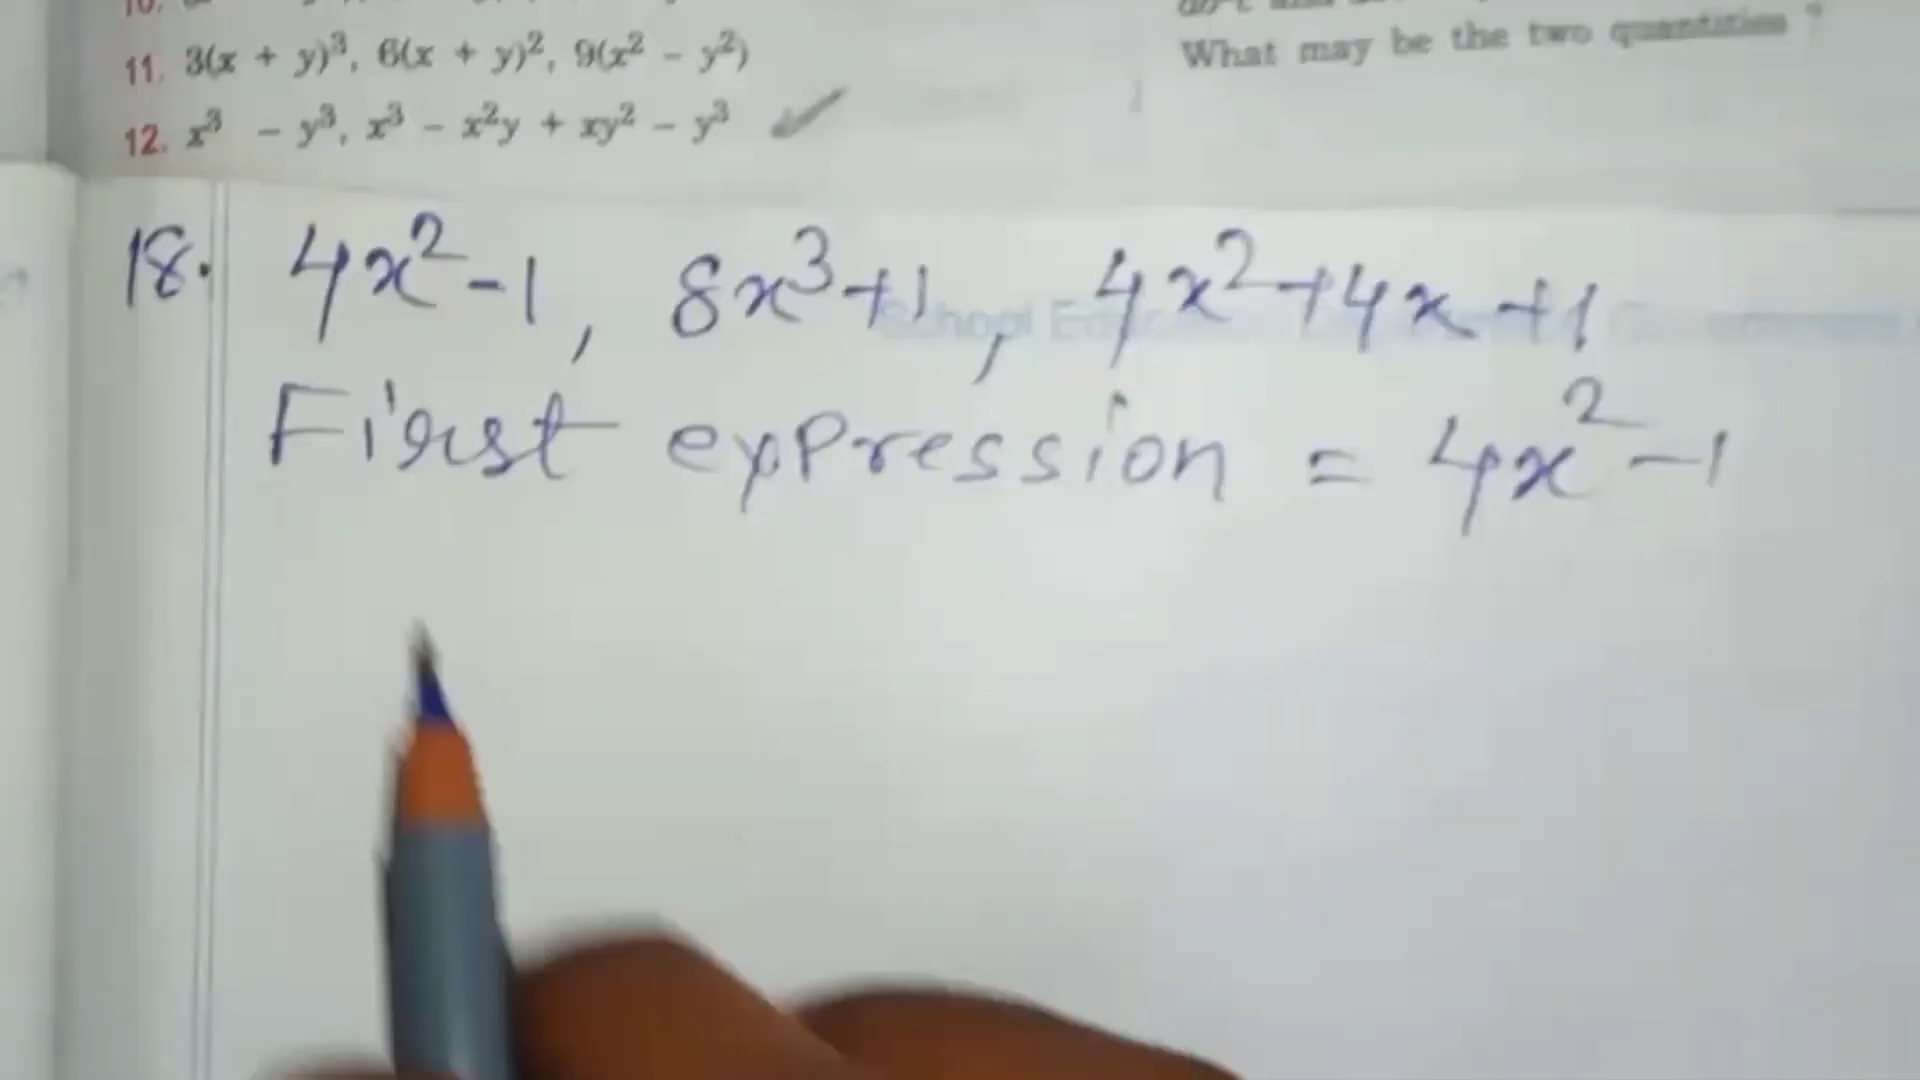 11. 3(x + y)³, 6(x + y)², 9(x² - y²)
What may be the two quantities ?
12. x³ - y³, x³ - x²y + xy² - y³
18. 4x²-1, 8x³+1, 4x²+4x+1
First expression = 4x²-1